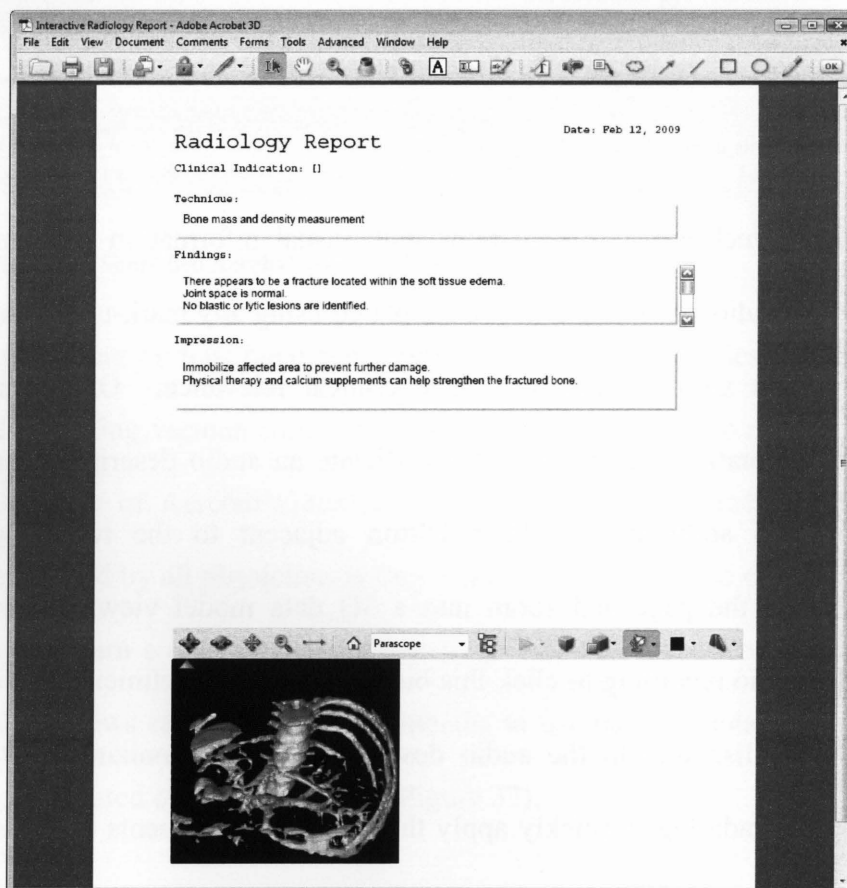 Interactive Radiology Report - Adobe Acrobat 3D
File Edit View Document Comments Forms Tools Advanced Window Help
A
T
OK
Date: Feb 12, 2009
Radiology Report
Clinical Indication: []
Technique:
Bone mass and density measurement
Findings:
There appears to be a fracture located within the soft tissue edema.
Joint space is normal.
No blastic or lytic lesions are identified.
Impression:
Immobilize affected area to prevent further damage.
Physical therapy and calcium supplements can help strengthen the fractured bone.
Parascope